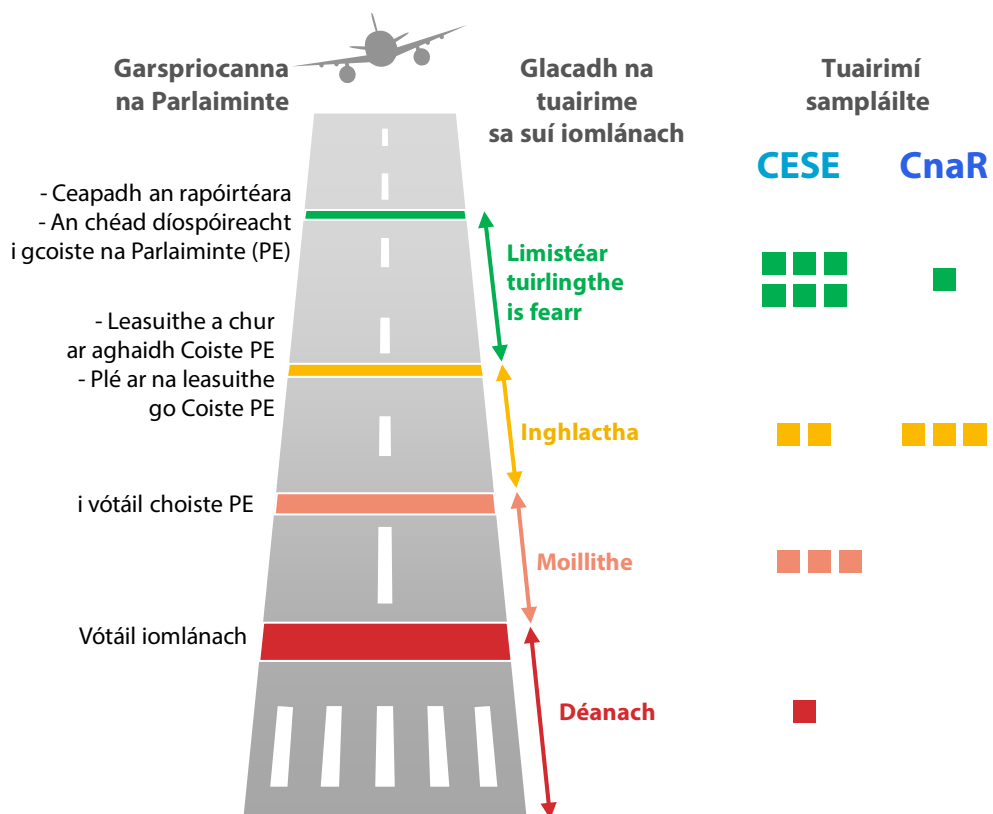 Garspriocanna
na Parlaiminte
Glacadh na
tuairime
sa suí iomlánach
Tuairimí
sampláilte
CESE
CnaR
- Ceapadh an rapóirtéara
- An chéad díospóireacht
i gcoiste na Parlaiminte (PE)
Limistéar
tuirlingthe
is fearr
- Leasuithe a chur
ar aghaidh Coiste PE
- Plé ar na leasuithe
go Coiste PE
Inghlactha
i vótáil choiste PE
Moillithe
Vótáil iomlánach
Déanach